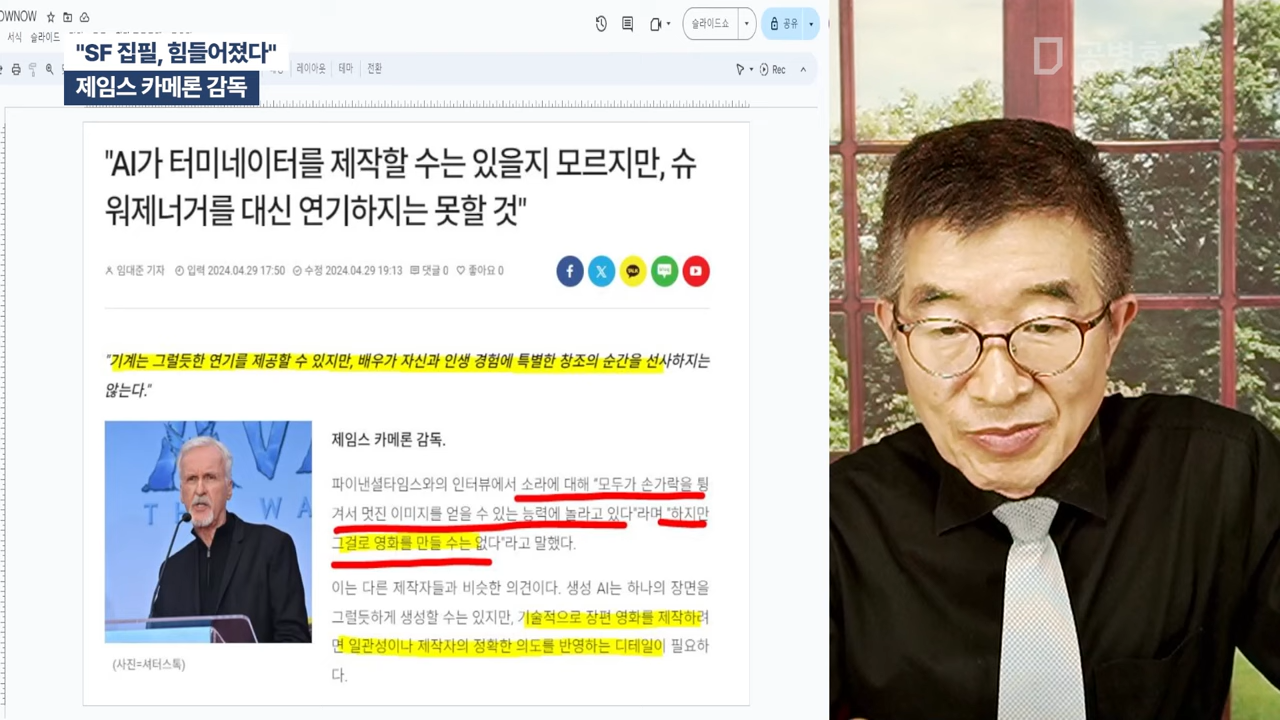 OWNOW
서식 슬라이드
"SF 집필, 힘들어졌다"
제임스 카메론 감독
레이아웃 테마 전환
슬라이드쇼
공유
Rec
공병호TV
"AI가 터미네이터를 제작할 수는 있을지 모르지만, 슈
워제너거를 대신 연기하지는 못할 것"
임대준 기자 입력 2024.04.29 17:50 수정 2024.04.29 19:13 댓글 0 좋아요 0
"기계는 그럴듯한 연기를 제공할 수 있지만, 배우가 자신과 인생 경험에 특별한 창조의 순간을 선사하지는
않는다."
제임스 카메론 감독.
파이낸셜타임스와의 인터뷰에서 소라에 대해 "모두가 손가락을 튕
겨서 멋진 이미지를 얻을 수 있는 능력에 놀라고 있다"라며 "하지만
그걸로 영화를 만들 수는 없다"라고 말했다.
이는 다른 제작자들과 비슷한 의견이다. 생성 AI는 하나의 장면을
그럴듯하게 생성할 수는 있지만, 기술적으로 장편 영화를 제작하려
면 일관성이나 제작자의 정확한 의도를 반영하는 디테일이 필요하
다.
(사진=셔터스톡)